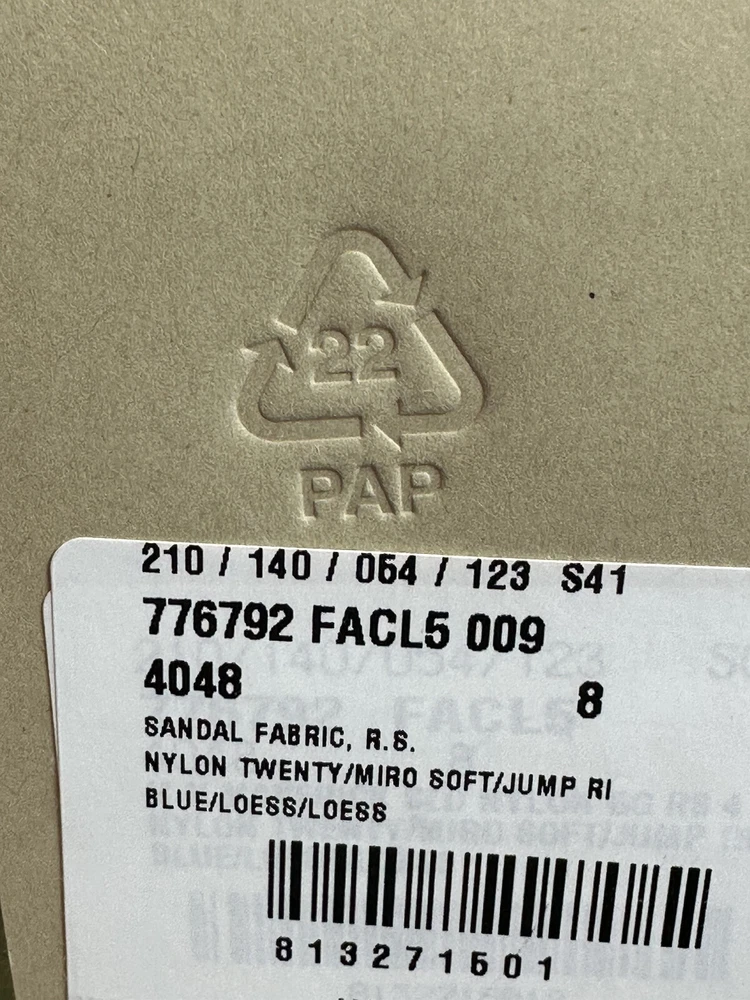 22
PAP
210 / 140 / 054 / 123 S41
776792 FACL5 009
4048 8
SANDAL FABRIC, R.S.
NYLON TWENTY/MIRO SOFT/JUMP RI
BLUE/LOESS/LOESS
813271501